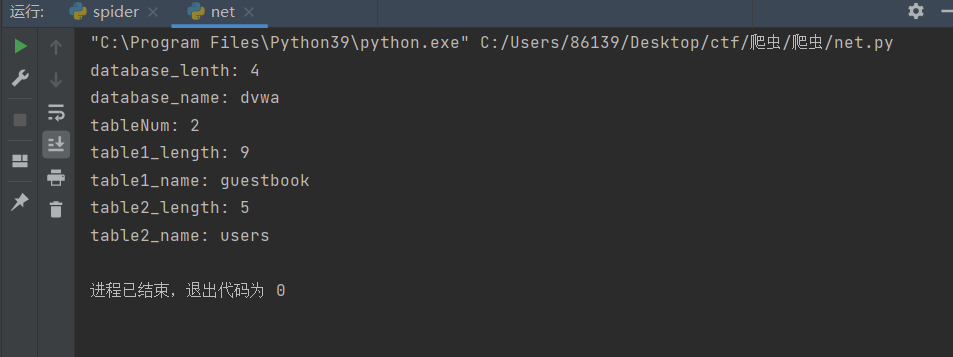 运行: spider net
"C:\Program Files\Python39\python.exe" C:/Users/86139/Desktop/ctf/爬虫/爬虫/net.py
database_lenth: 4
database_name: dvwa
tableNum: 2
table1_length: 9
table1_name: guestbook
table2_length: 5
table2_name: users
进程已结束，退出代码为 0